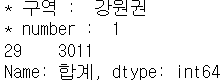 * 구역 :  강원권
* number :  1
29    3011
Name: 합계, dtype: int64